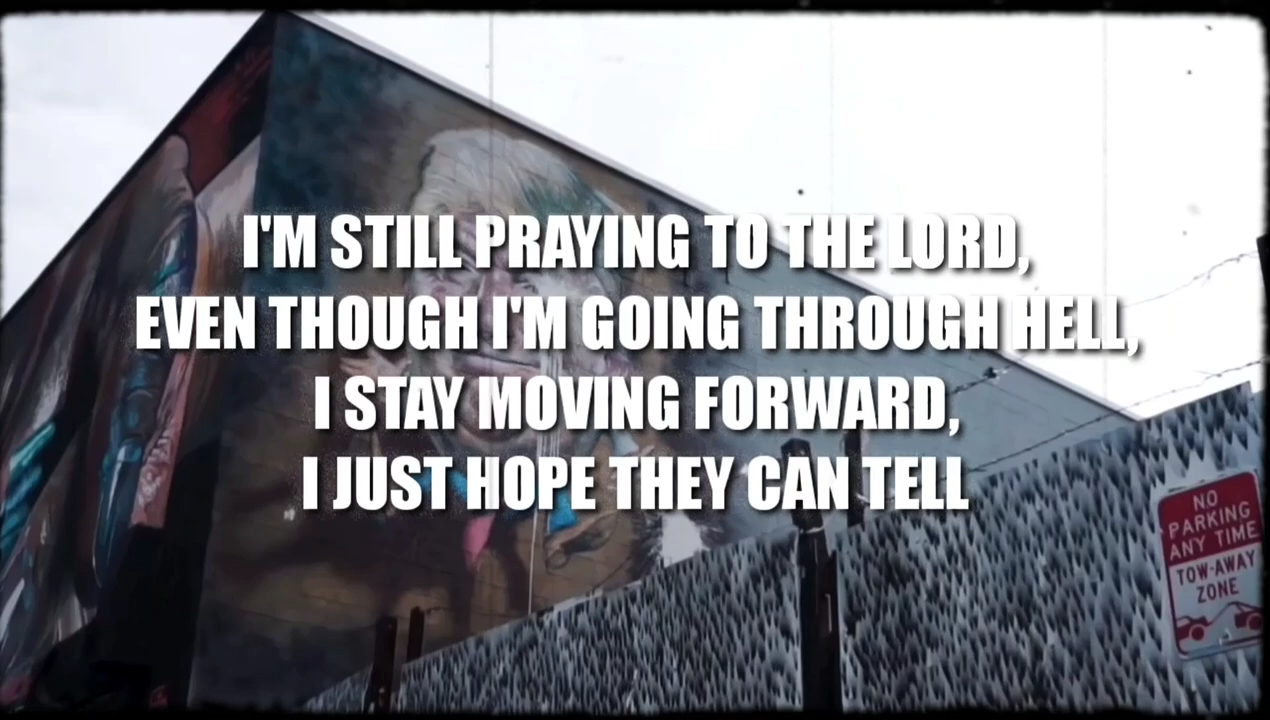 I'M STILL PRAYING TO THE LORD,
EVEN THOUGH I'M GOING THROUGH HELL,
I STAY MOVING FORWARD,
I JUST HOPE THEY CAN TELL
NO
PARKING
ANY TIME
TOW-AWAY
ZONE